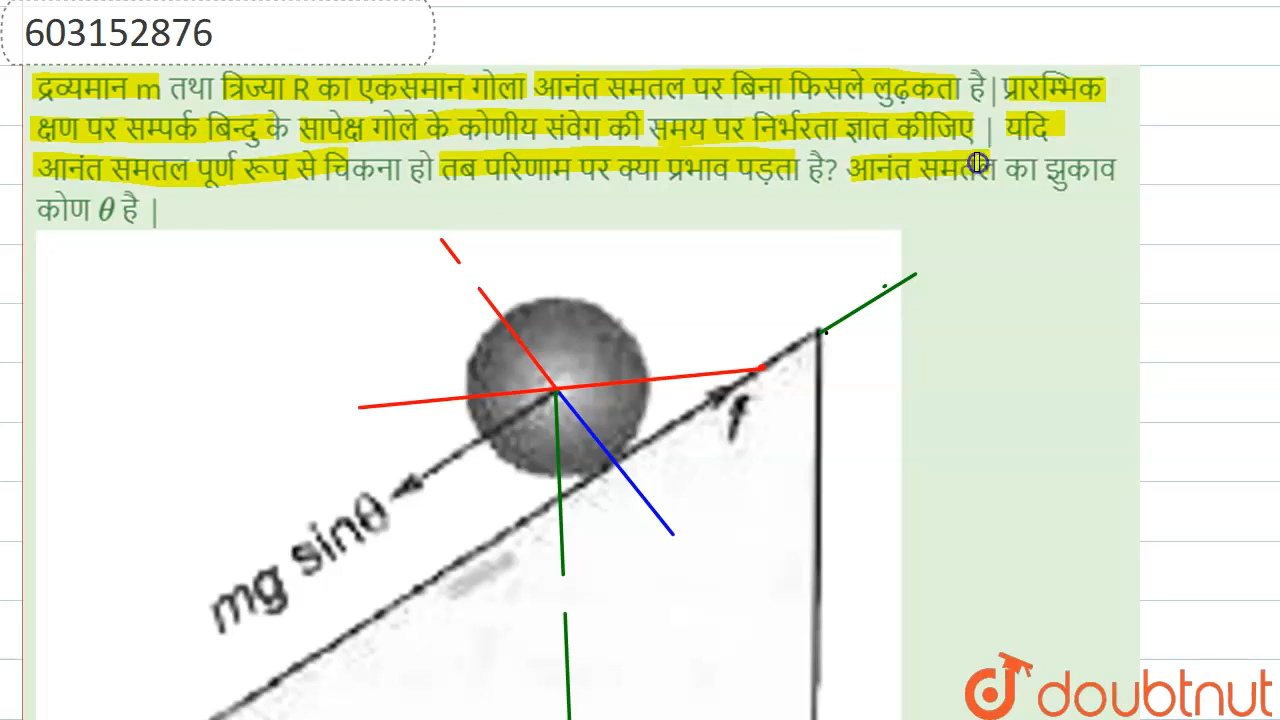 603152876
द्रव्यमान m तथा त्रिज्या R का एकसमान गोला आनंत समतल पर बिना फिसले लुढ़कता है|प्रारम्भिक
क्षण पर सम्पर्क बिन्दु के सापेक्ष गोले के कोणीय संवेग की समय पर निर्भरता ज्ञात कीजिए | यदि
आनंत समतल पूर्ण रूप से चिकना हो तब परिणाम पर क्या प्रभाव पड़ता है? आनंत समतल का झुकाव
कोण θ है |
f
mg sinθ
doubtnut